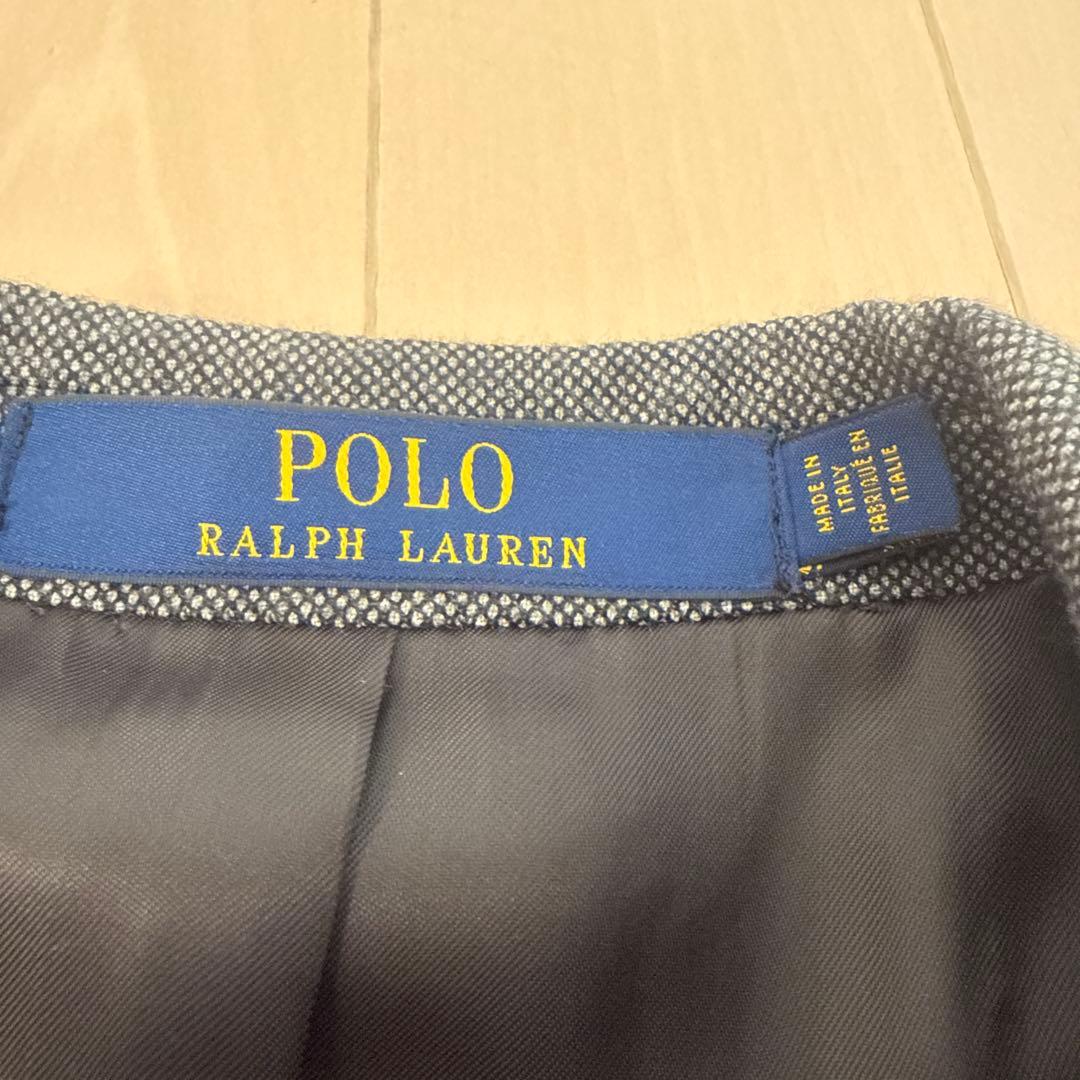 POLO
RALPH LAUREN
MADE IN
ITALY
FABRIQUÉ EN
ITALIE